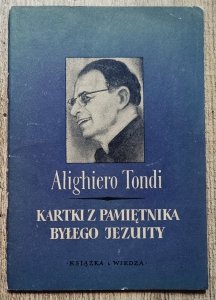 Alighiero Tondi
KARTKI Z PAMIĘTNIKA
BYŁEGO JEZUITY
· KSIĄŻKA i WIEDZA ·